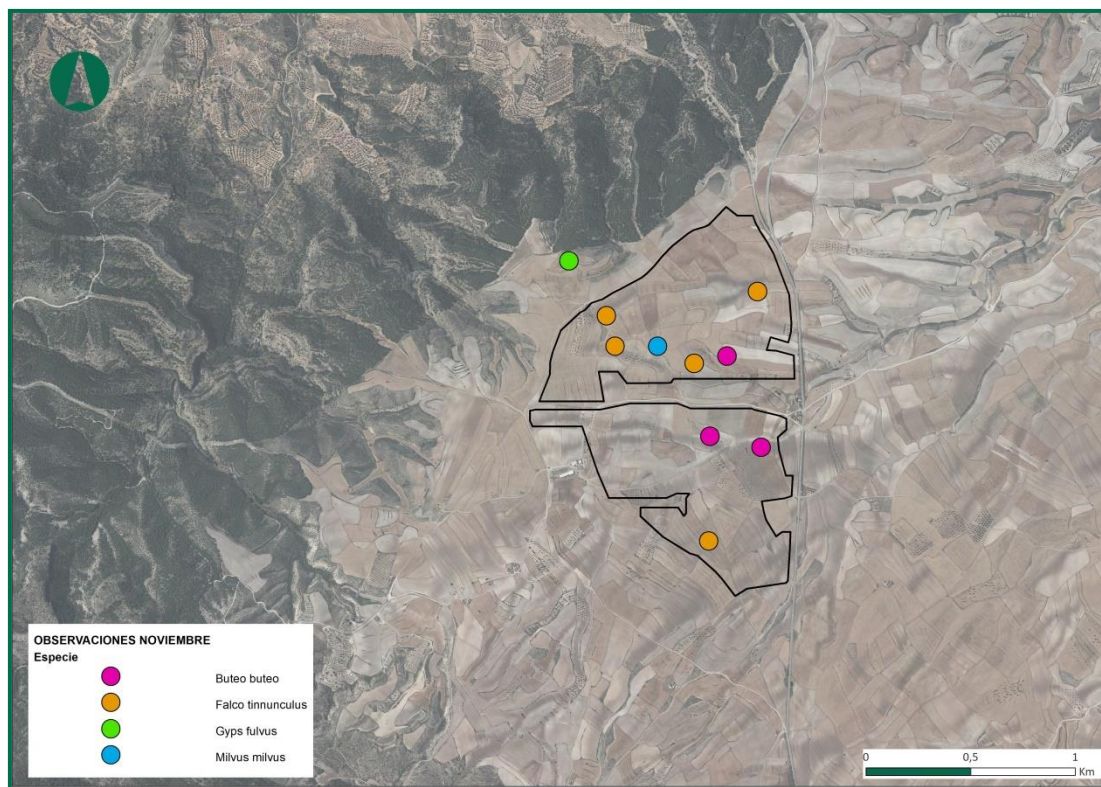 OBSERVACIONES NOVIEMBRE
Especie
Buteo buteo
Falco tinnunculus
Gyps fulvus
Milvus milvus
0 0,5 1
Km